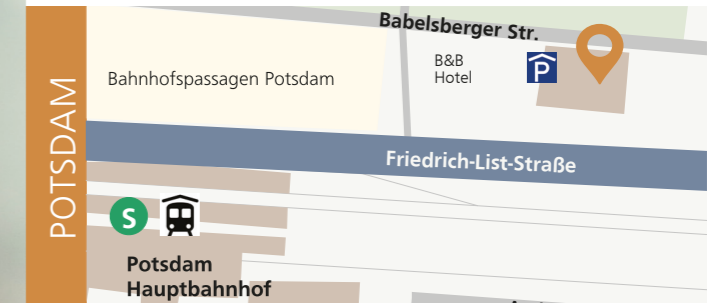 POTSDAM
Babelsberger Str.
B&B
Hotel
P
Bahnhofspassagen Potsdam
Friedrich-List-Straße
S
Potsdam
Hauptbahnhof